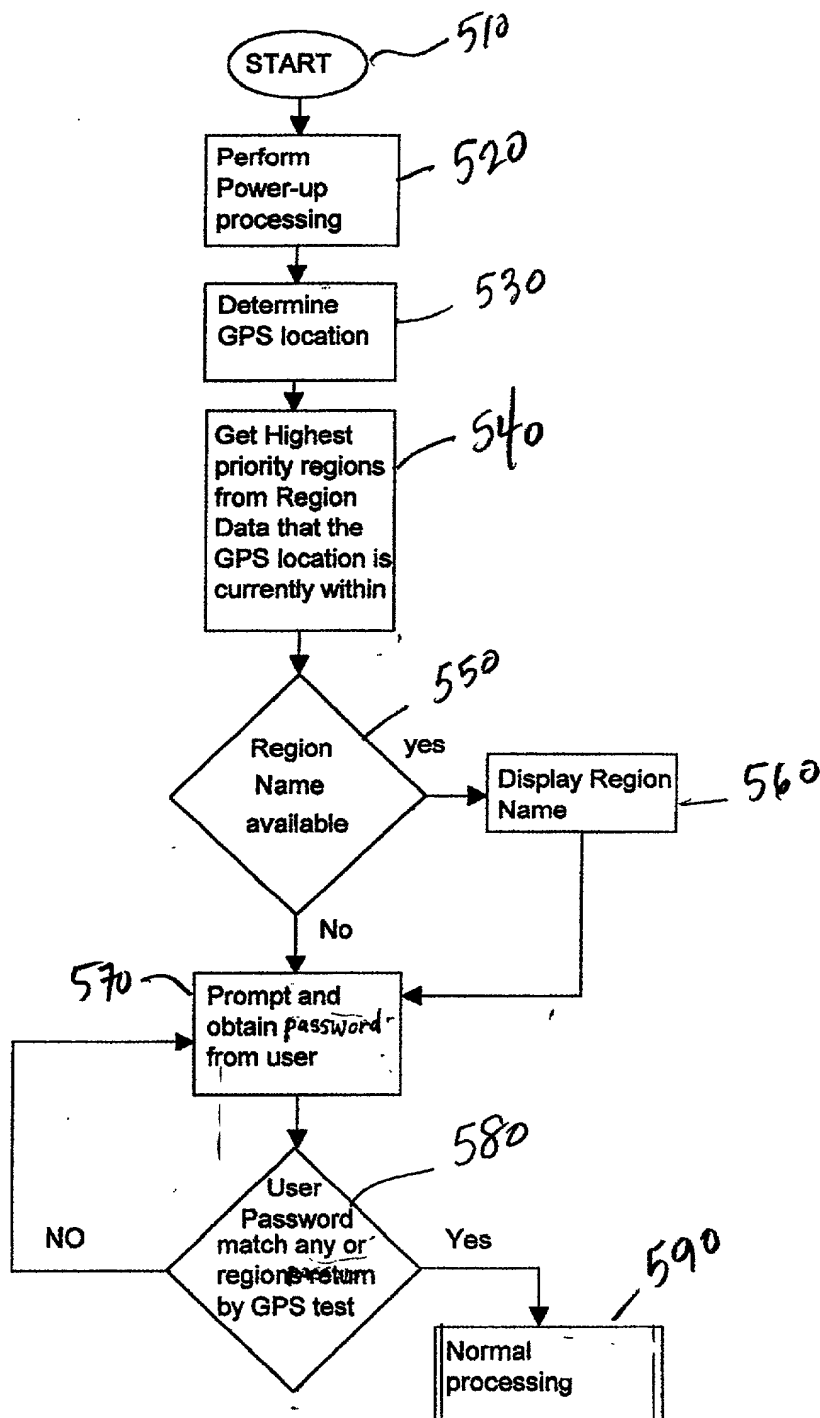 START
510
Perform
Power-up
processing
520
Determine
GPS location
530
Get Highest
priority regions
from Region
Data that the
GPS location is
currently within
540
550
Region
Name
available
yes
Display Region
Name
560
No
570
Prompt and
obtain password
from user
580
User
Password
match any or
regions return
by GPS test
NO
Yes
590
Normal
processing